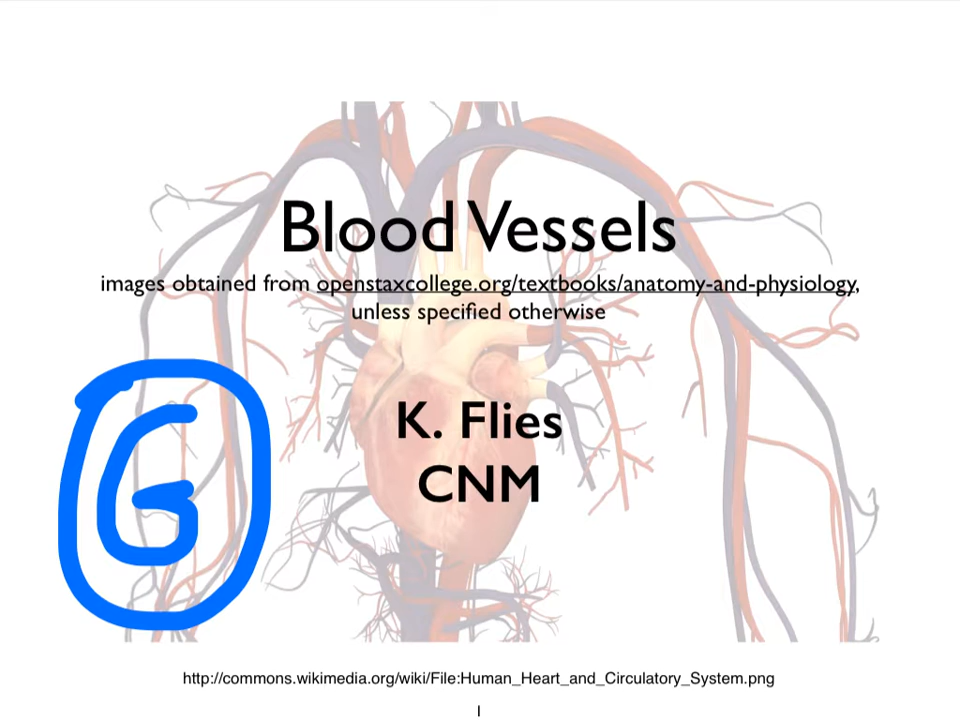 Blood Vessels
images obtained from openstaxcollege.org/textbooks/anatomy-and-physiology,
unless specified otherwise
G
K. Flies
CNM
http://commons.wikimedia.org/wiki/File:Human_Heart_and_Circulatory_System.png
1